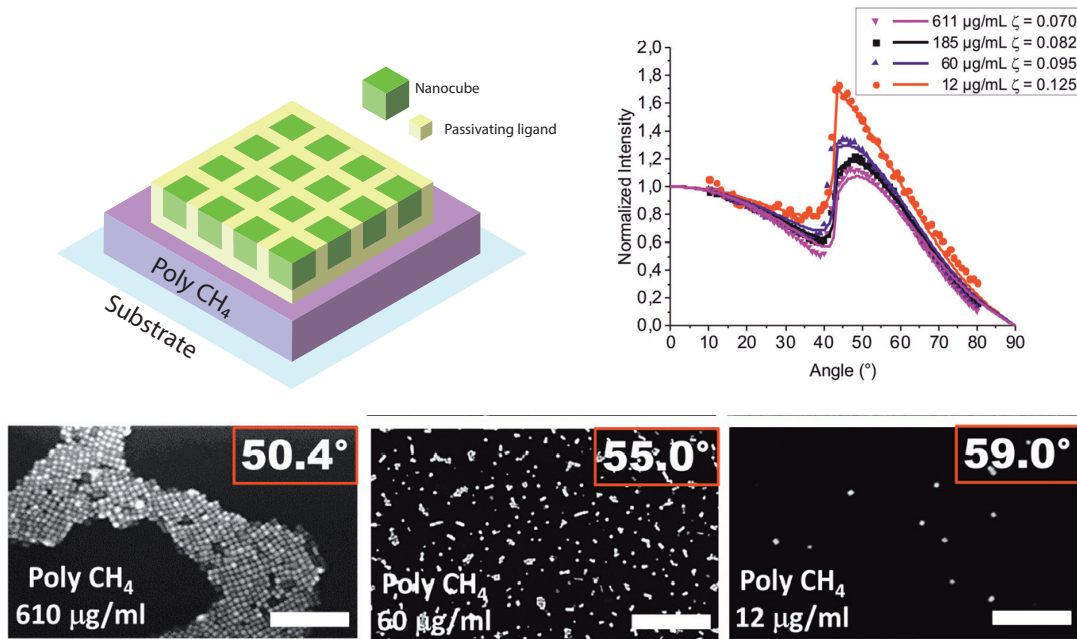 Nanocube
Passivating ligand
Poly CH₄
Substrate
611 µg/mL ζ = 0.070
185 µg/mL ζ = 0.082
60 µg/mL ζ = 0.095
12 µg/mL ζ = 0.125
Normalized Intensity
2,0
1,8
1,6
1,4
1,2
1,0
0,8
0,6
0,4
0,2
0,0
0 10 20 30 40 50 60 70 80 90
Angle (°)
50.4°
Poly CH₄
610 µg/ml
55.0°
Poly CH₄
60 µg/ml
59.0°
Poly CH₄
12 µg/ml